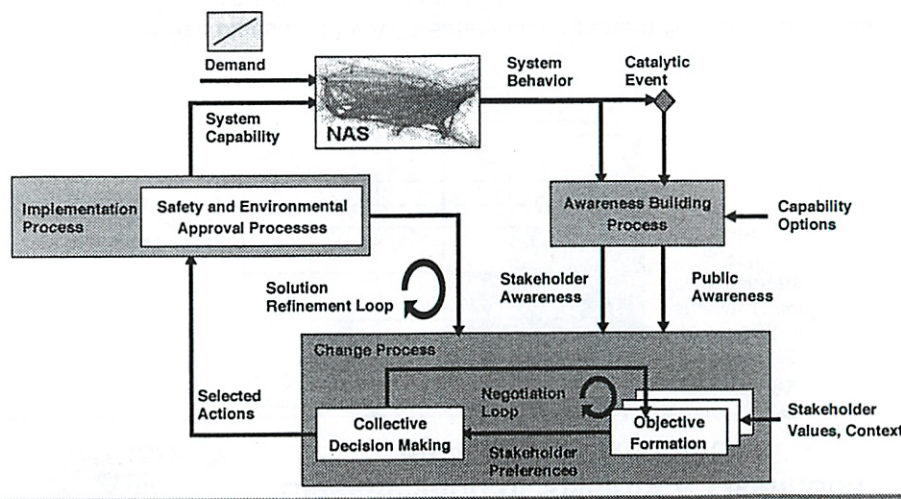 Demand
System
Behavior
Catalytic
Event
System
Capability
NAS
Implementation
Process
Safety and Environmental
Approval Processes
Awareness Building
Process
Capability
Options
Solution
Refinement Loop
Stakeholder
Awareness
Public
Awareness
Change Process
Selected
Actions
Negotiation
Loop
Collective
Decision Making
Objective
Formation
Stakeholder
Values, Context
Stakeholder
Preferences